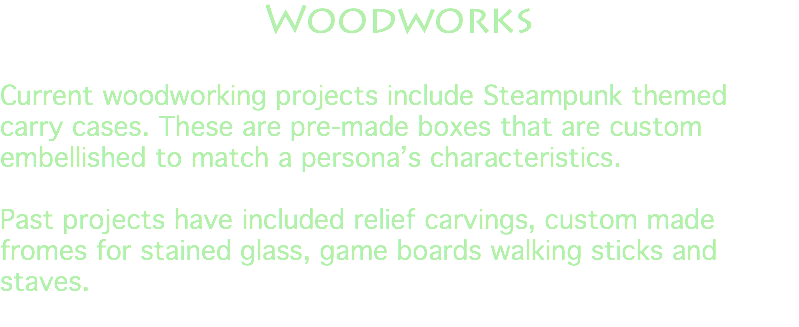 Woodworks
Current woodworking projects include Steampunk themed
carry cases. These are pre-made boxes that are custom
embellished to match a persona’s characteristics.
Past projects have included relief carvings, custom made
fromes for stained glass, game boards walking sticks and
staves.